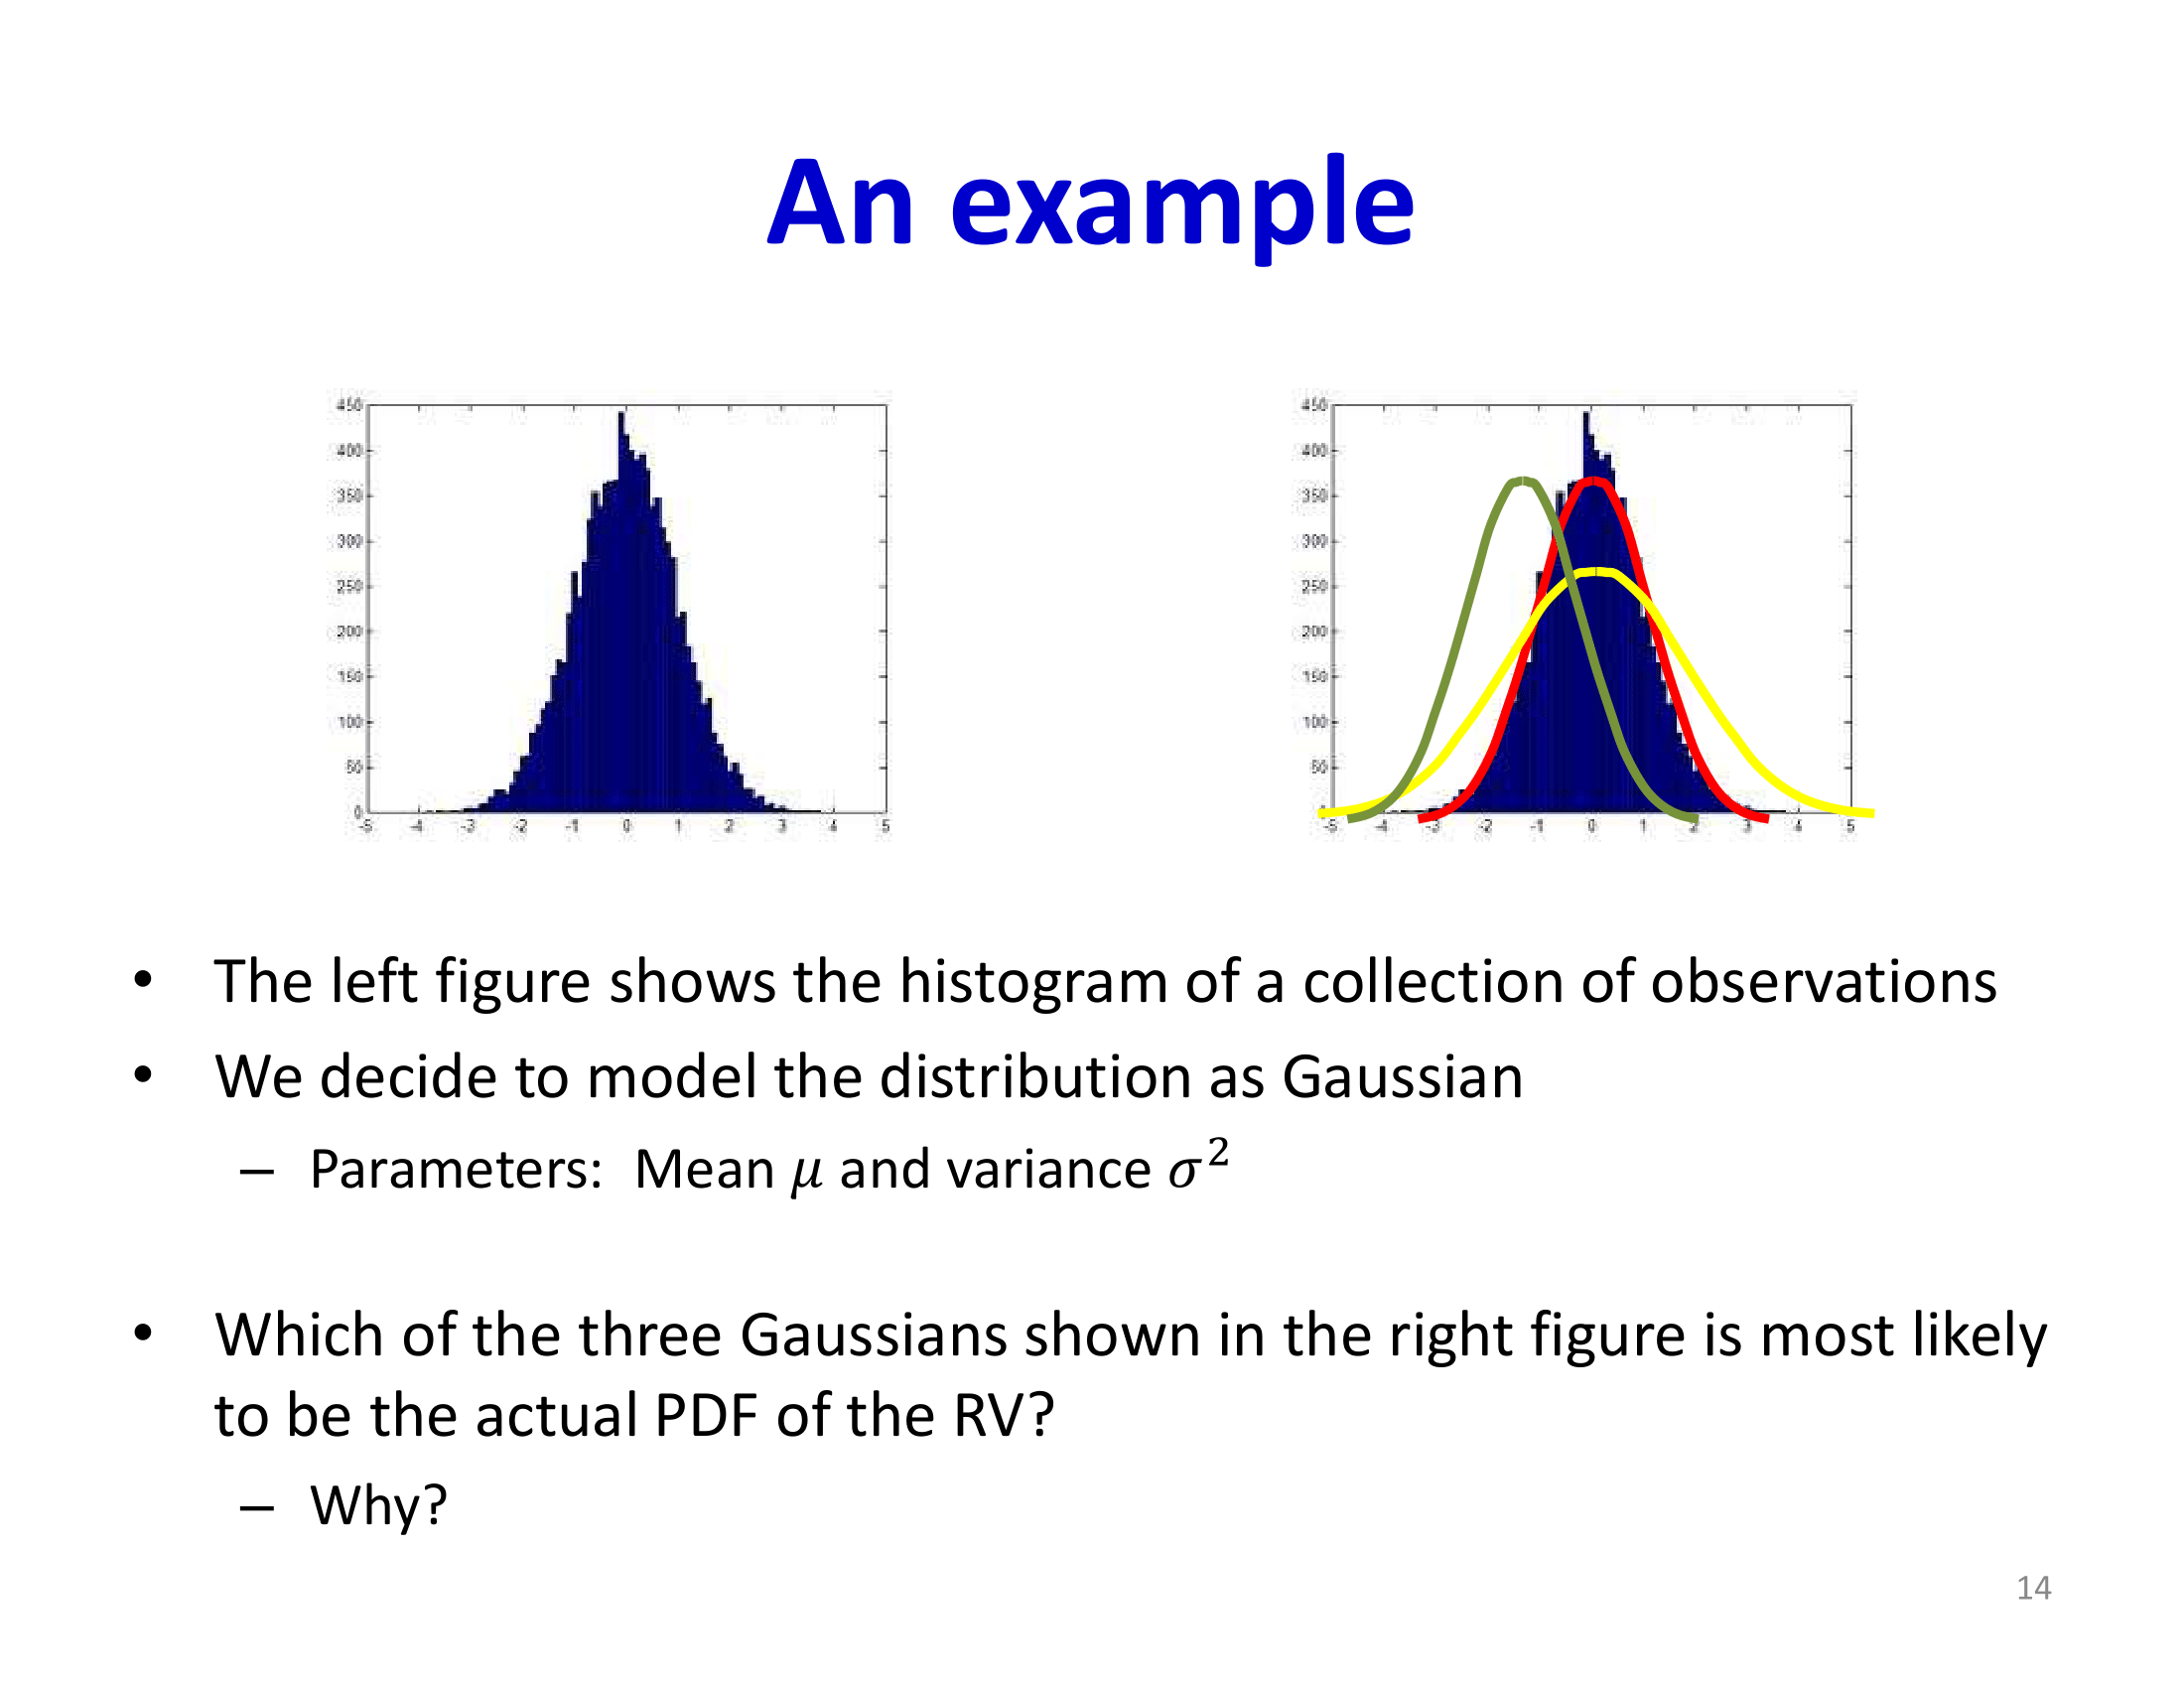 An example
450
400
350
300
250
200
150
100
50
0
-5 -4 -3 -2 -1 0 1 2 3 4 5
450
400
350
300
250
200
150
100
50
-5 -4 -3 -2 -1 0 1 2 3 4 5
• The left figure shows the histogram of a collection of observations
• We decide to model the distribution as Gaussian
– Parameters: Mean μ and variance σ²
• Which of the three Gaussians shown in the right figure is most likely
to be the actual PDF of the RV?
– Why?
14